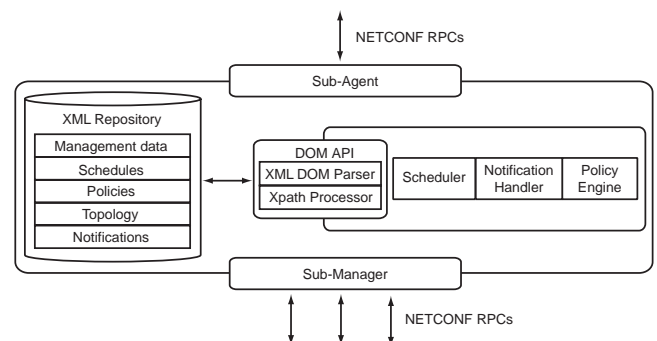 NETCONF RPCs
Sub-Agent
XML Repository
Management data
Schedules
Policies
Topology
Notifications
DOM API
XML DOM Parser
Xpath Processor
Scheduler
Notification
Handler
Policy
Engine
Sub-Manager
NETCONF RPCs